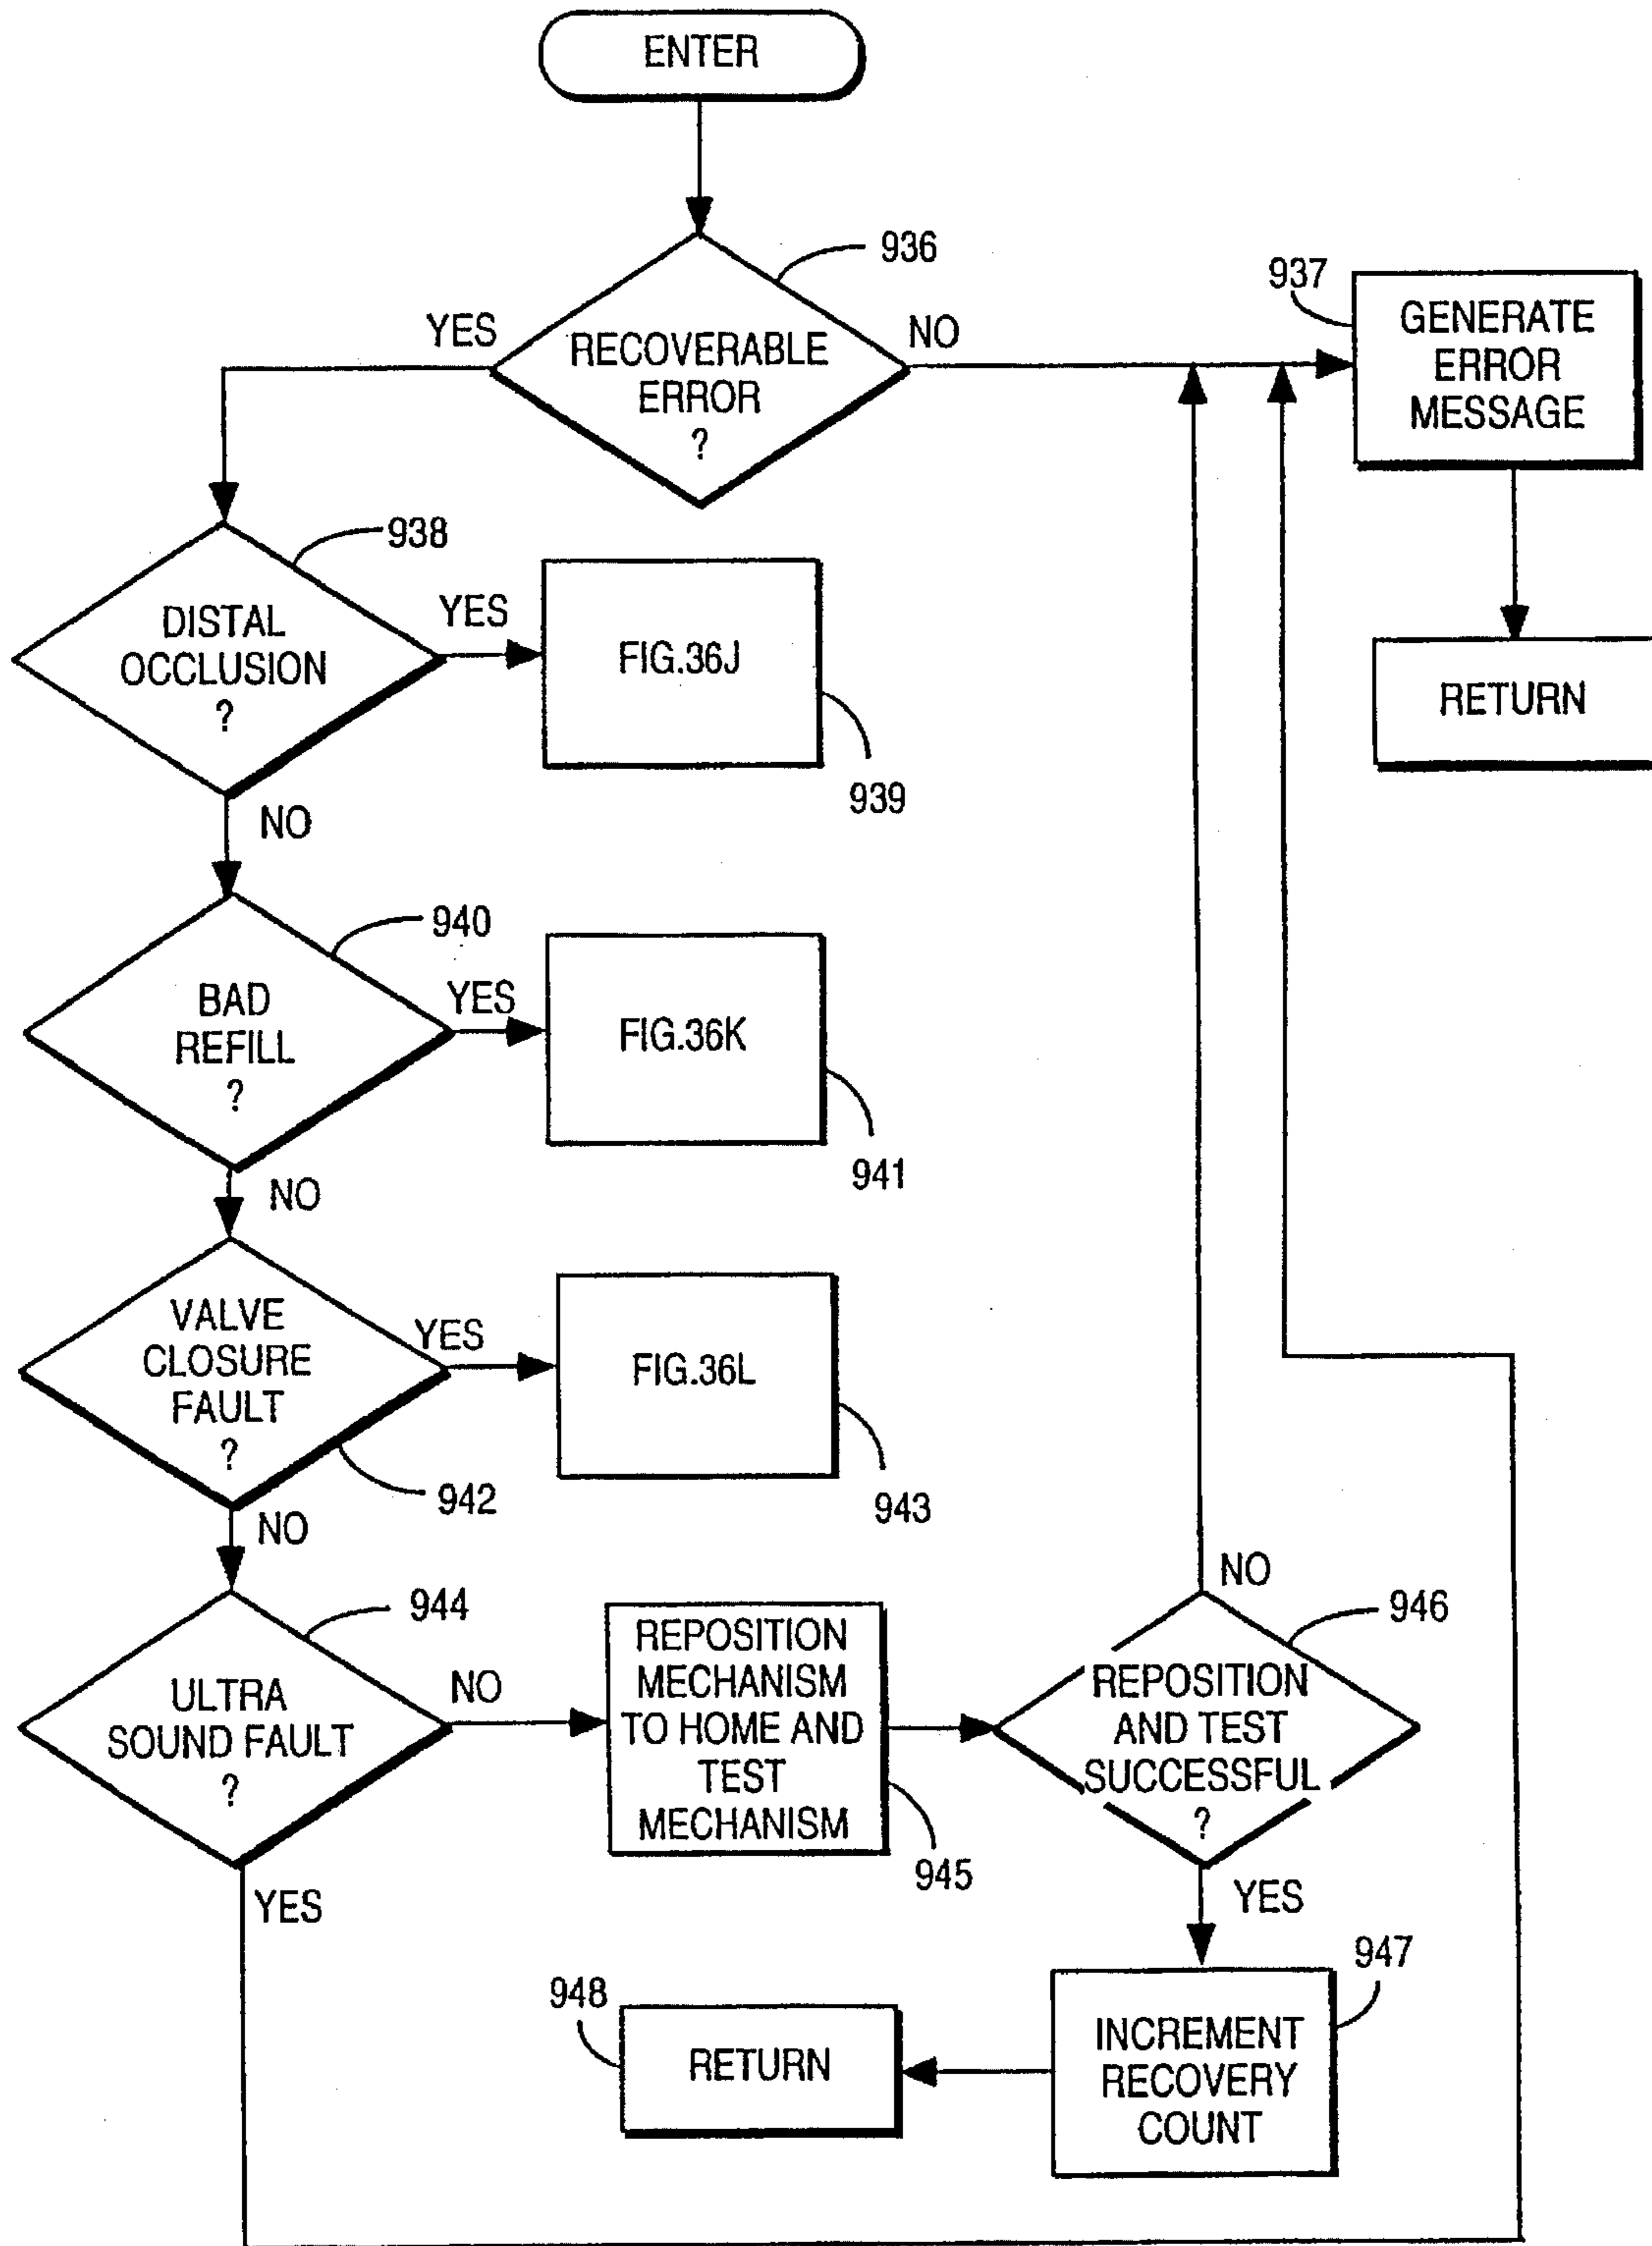 ENTER
936
YES
RECOVERABLE
ERROR
?
NO
937
GENERATE
ERROR
MESSAGE
RETURN
938
DISTAL
OCCLUSION
?
YES
FIG.36J
939
NO
940
BAD
REFILL
?
YES
FIG.36K
941
NO
VALVE
CLOSURE
FAULT
?
YES
FIG.36L
942
943
NO
944
ULTRA
SOUND FAULT
?
NO
REPOSITION
MECHANISM
TO HOME AND
TEST
MECHANISM
945
NO
946
REPOSITION
AND TEST
SUCCESSFUL
?
YES
YES
947
INCREMENT
RECOVERY
COUNT
948
RETURN